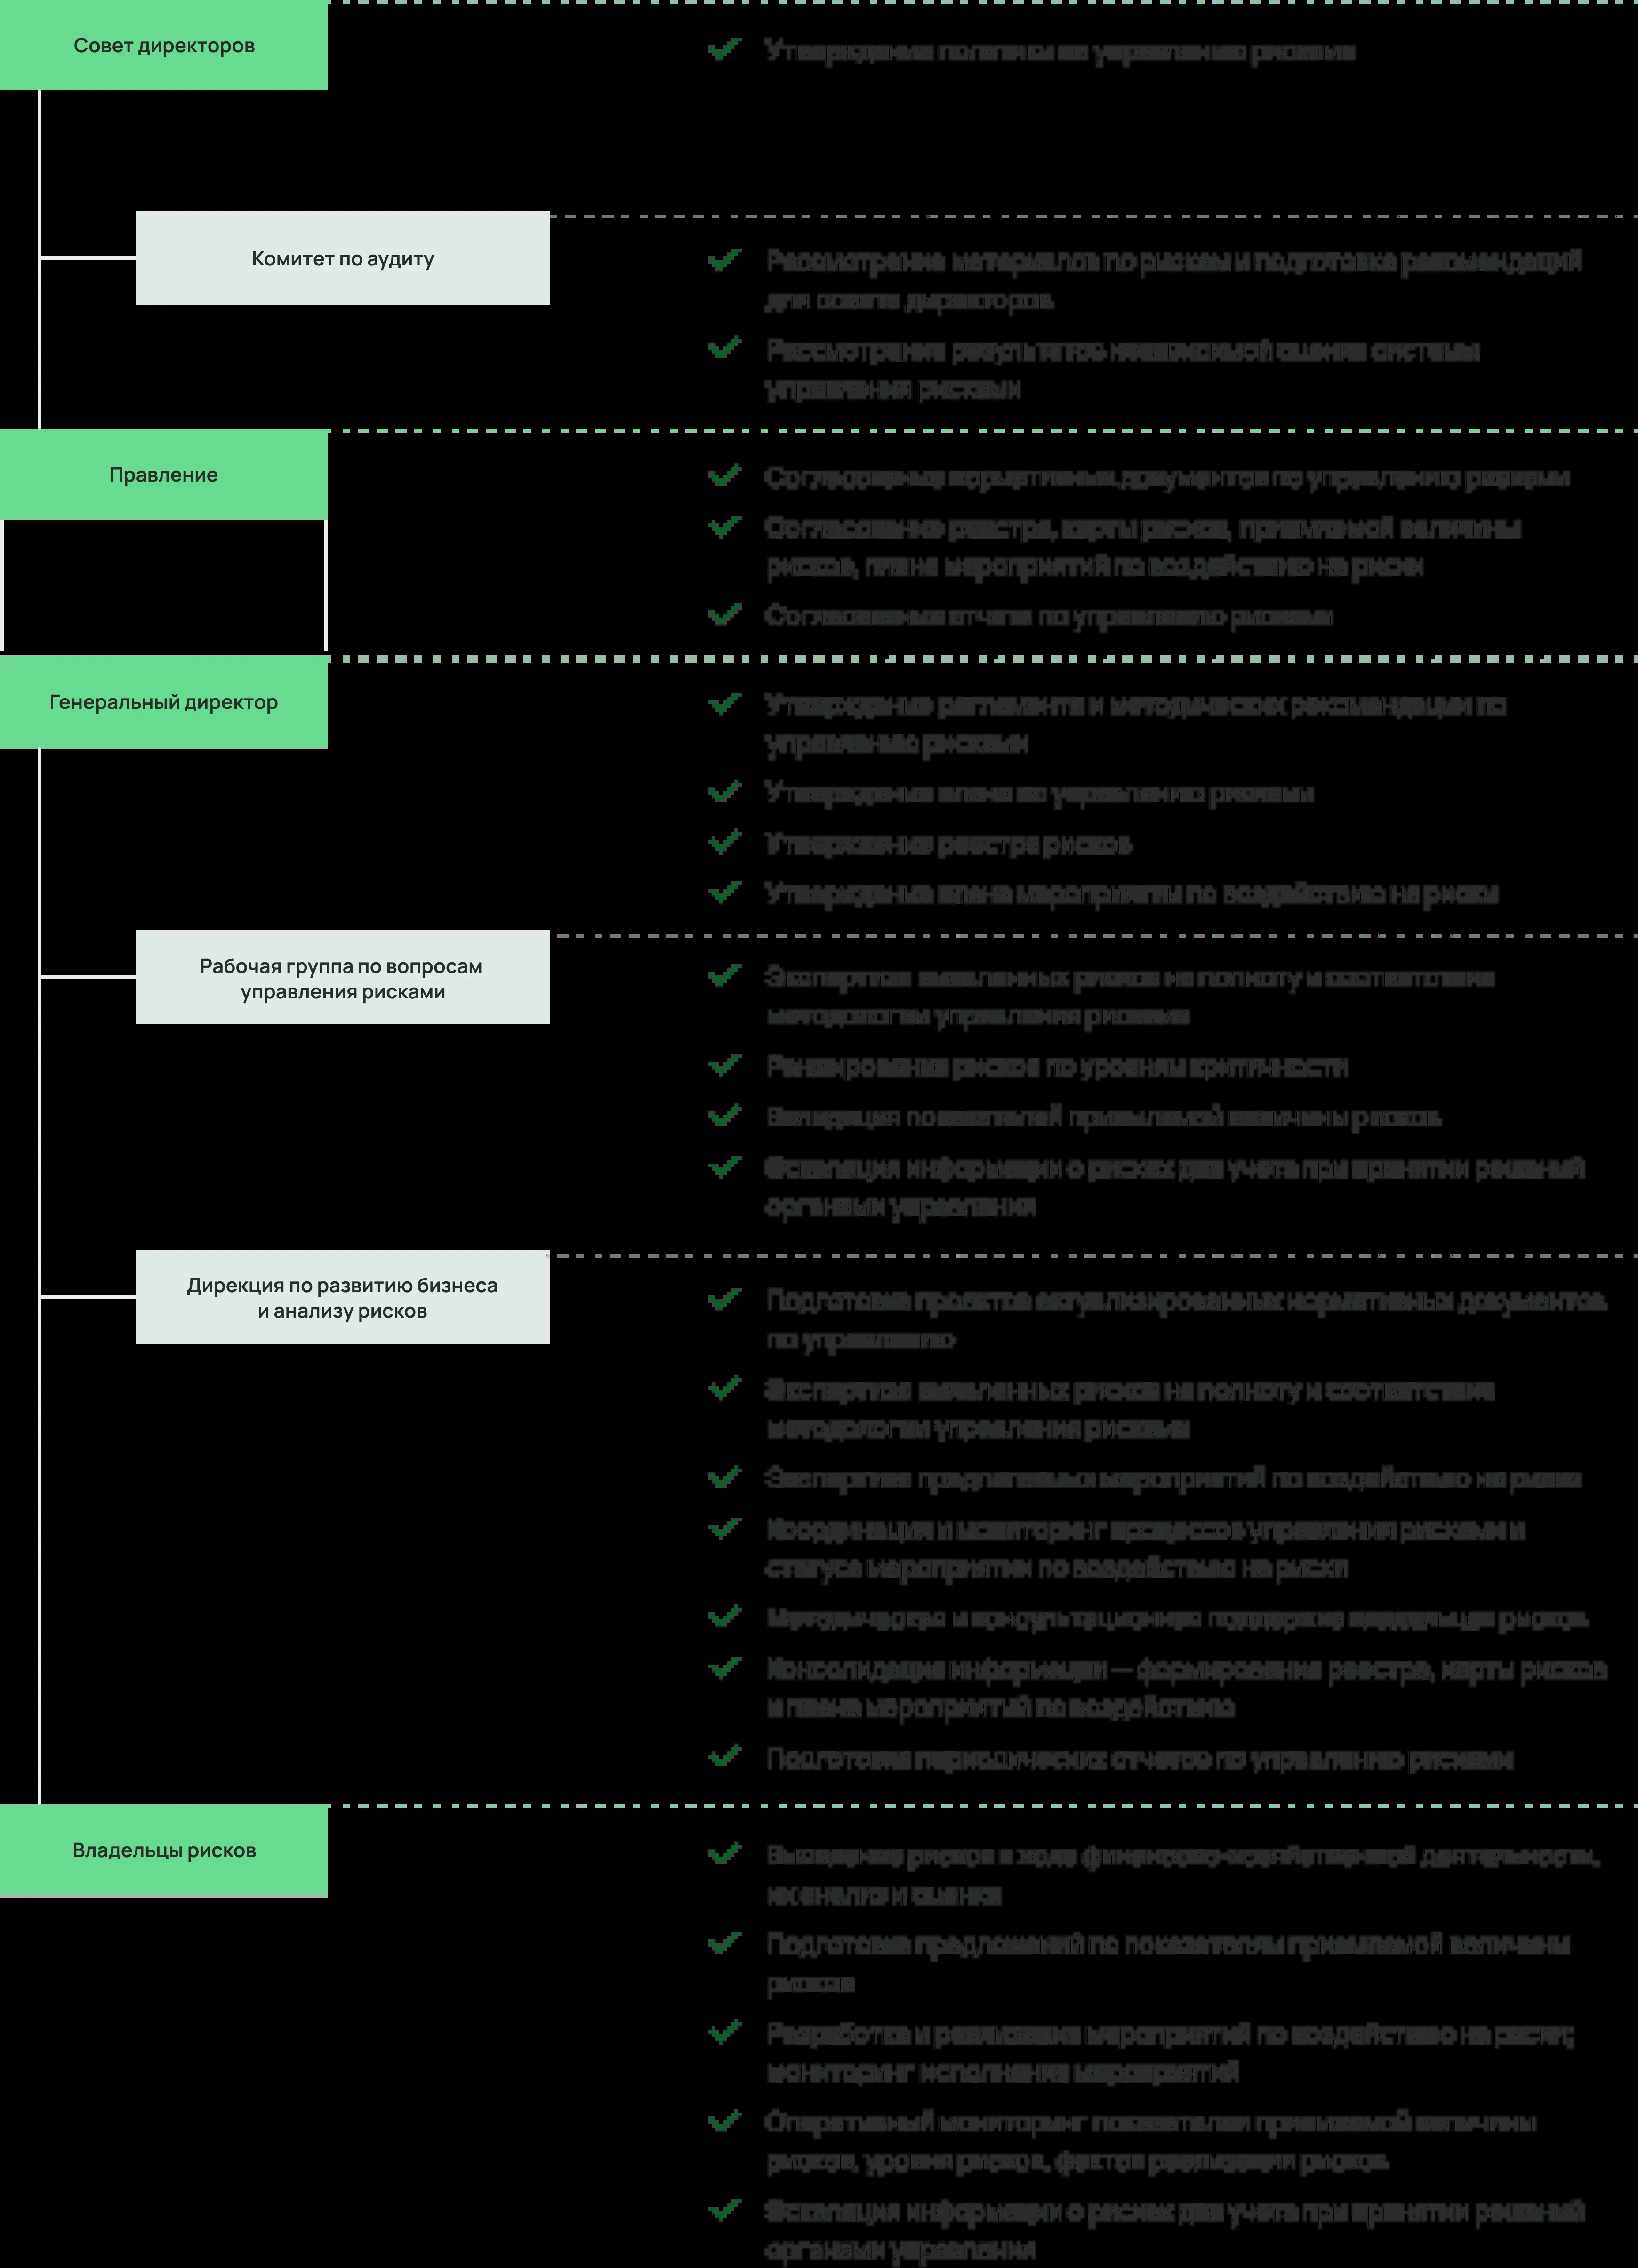 Совет директоров
Утверждение политики по управлению рисками
Комитет по аудиту
Рассмотрение материалов по рискам и подготовка рекомендаций
для совета директоров
Рассмотрение результатов независимой оценки системы
управления рисками
Правление
Согласование нормативных документов по управлению рисками
Согласование реестра, карты рисков, приемлемой величины
рисков, плана мероприятий по воздействию на риски
Согласование отчета по управлению рисками
Генеральный директор
Утверждение регламента и методических рекомендации по
управлению рисками
Утверждение плана по управлению рисками
Утверждение реестра рисков
Утверждение плана мероприятий по воздействию на риски
Рабочая группа по вопросам
управления рисками
Экспертиза выявленных рисков на полноту и соответствие
методологии управления рисками
Ранжирование рисков по уровням критичности
Валидация показателей приемлемой величины рисков
Эскалация информации о рисках для учета при принятии решений
органами управления
Дирекция по развитию бизнеса
и анализу рисков
Подготовка проектов актуализированных нормативных документов
по управлению
Экспертиза выявленных рисков на полноту и соответствие
методологии управления рисками
Экспертиза предлагаемых мероприятий по воздействию на риски
Координация и мониторинг процессов управления рисками и
статуса мероприятий по воздействию на риски
Методическая и консультационная поддержка владельцев рисков
Консолидация информации — формирование реестра, карты рисков
и плана мероприятий по воздействию
Подготовка периодических отчетов по управлению рисками
Владельцы рисков
Выявление рисков в ходе финансово-хозяйственной деятельности,
их анализ и оценка
Подготовка предложений по показателям приемлемой величины
рисков
Разработка и реализация мероприятий по воздействию на риски;
мониторинг исполнения мероприятий
Оперативный мониторинг показателей приемлемой величины
рисков, уровня рисков, фактов реализации рисков
Эскалация информации о рисках для учета при принятии решений
органами управления